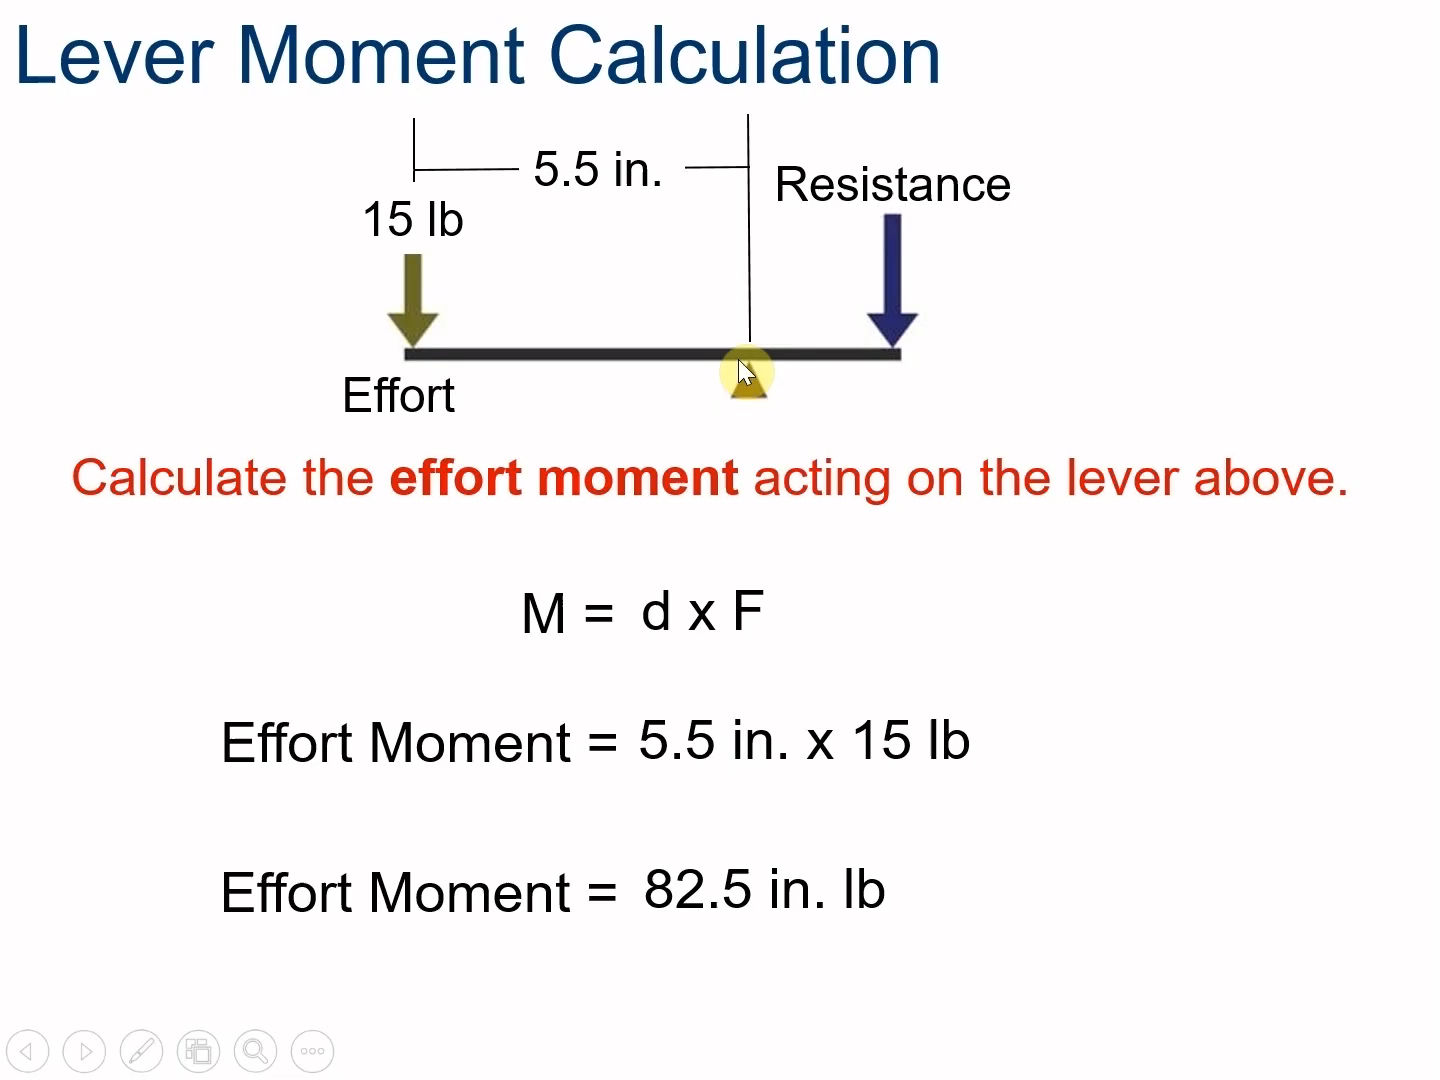 Lever Moment Calculation
5.5 in.
Resistance
15 lb
Effort
Calculate the effort moment acting on the lever above.
M = d x F
Effort Moment = 5.5 in. x 15 lb
Effort Moment = 82.5 in. lb